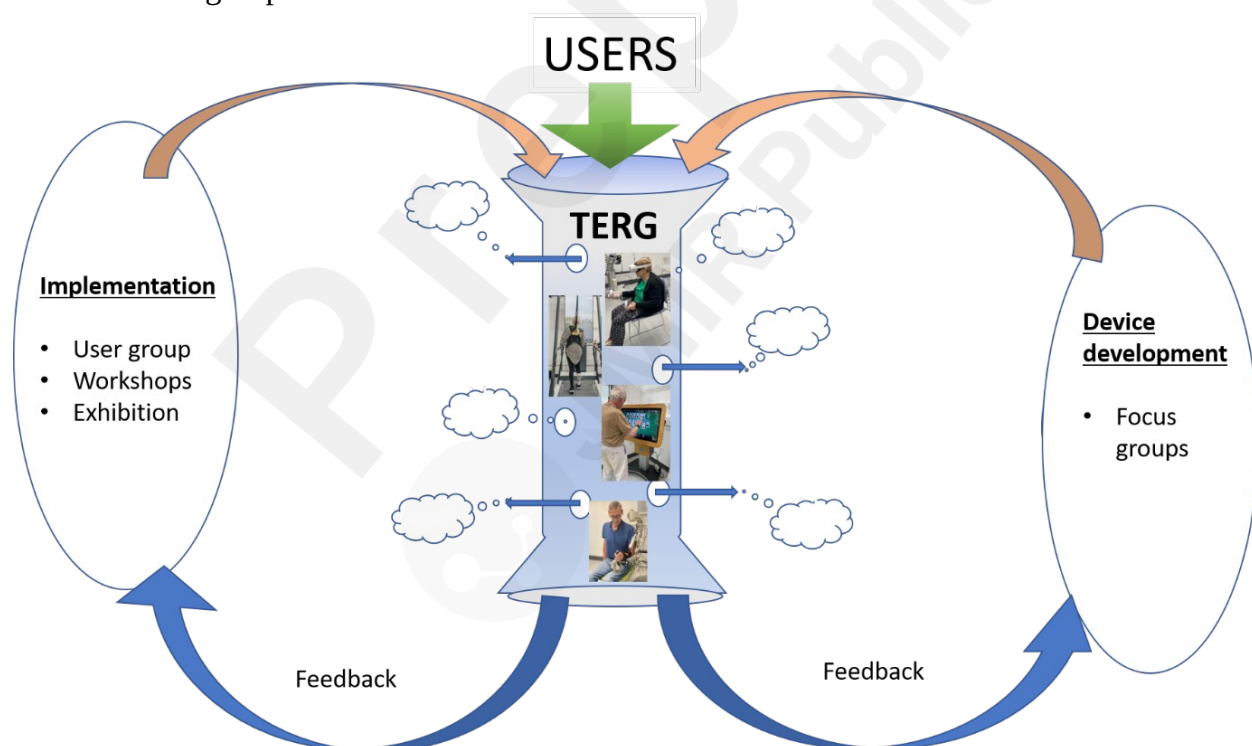 USERS
TERG
Implementation
• User group
• Workshops
• Exhibition
Device
development
• Focus
groups
Feedback
Feedback